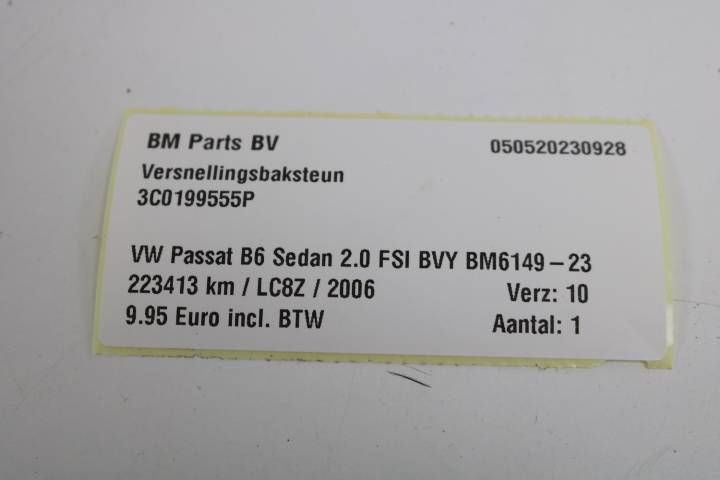 BM Parts BV 050520230928
Versnellingsbaksteun
3C0199555P
VW Passat B6 Sedan 2.0 FSI BVY BM6149-23
223413 km / LC8Z / 2006 Verz: 10
9.95 Euro incl. BTW Aantal: 1